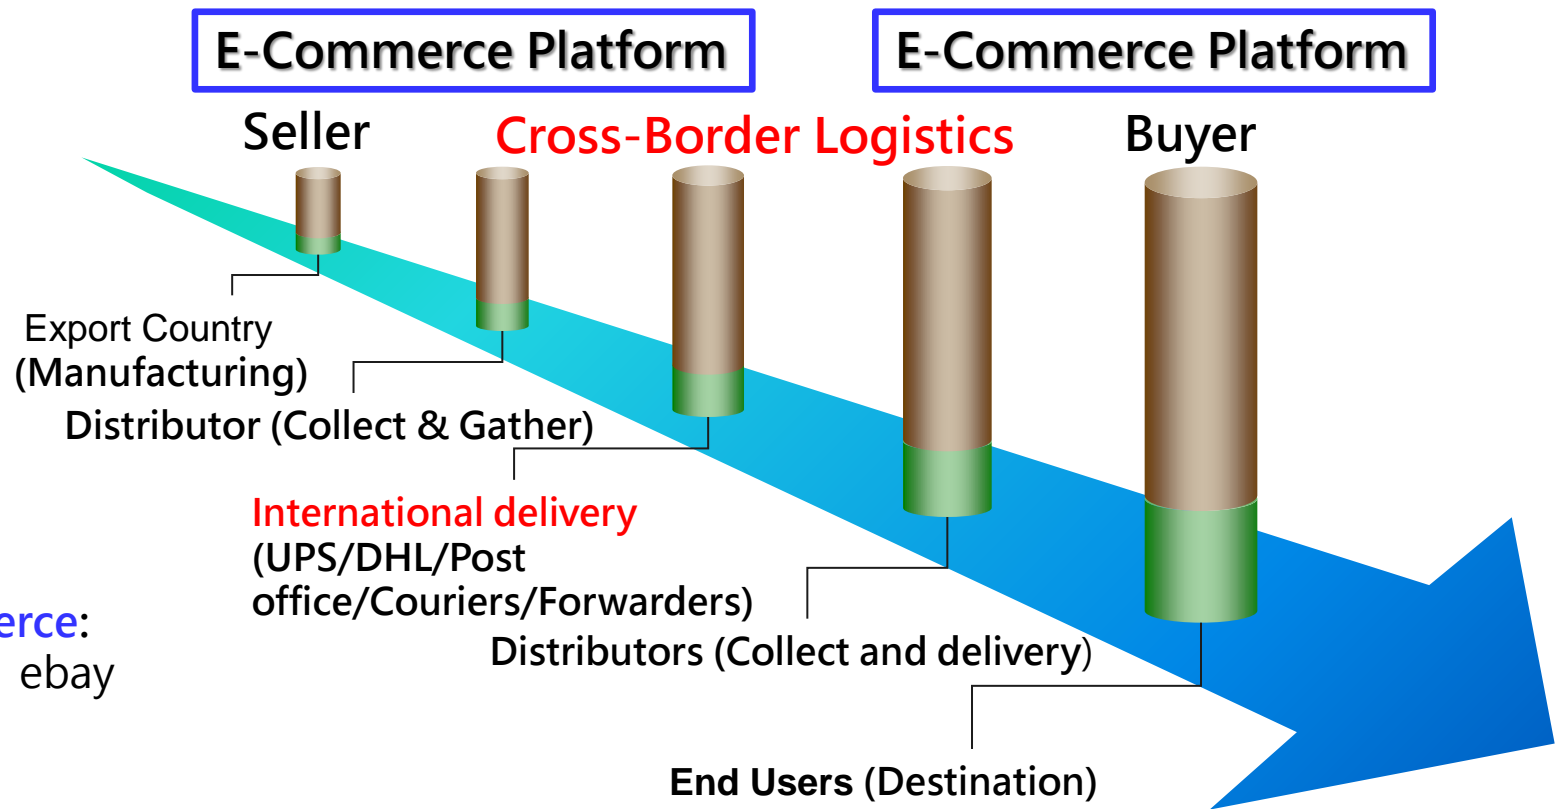 E-Commerce Platform
E-Commerce Platform
Seller
Cross-Border Logistics
Buyer
Export Country
(Manufacturing)
Distributor (Collect & Gather)
International delivery
(UPS/DHL/Post
office/Couriers/Forwarders)
erce:
ebay
Distributors (Collect and delivery)
End Users (Destination)